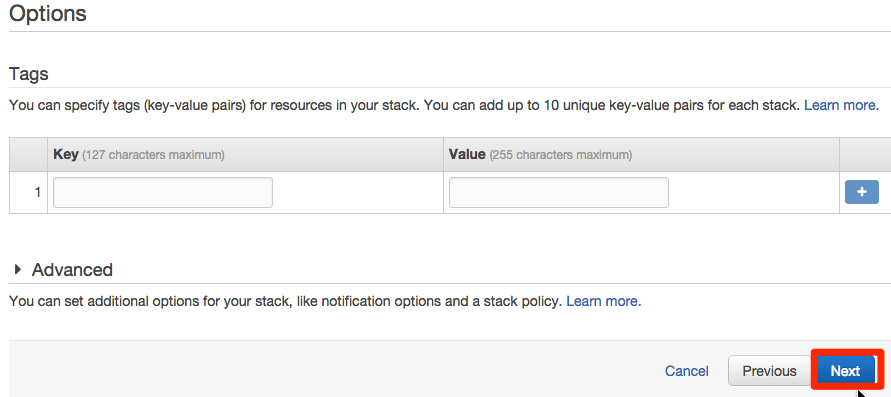 Options
Tags
You can specify tags (key-value pairs) for resources in your stack. You can add up to 10 unique key-value pairs for each stack. Learn more.
Key (127 characters maximum) Value (255 characters maximum)
1 +
Advanced
You can set additional options for your stack, like notification options and a stack policy. Learn more.
Cancel Previous Next